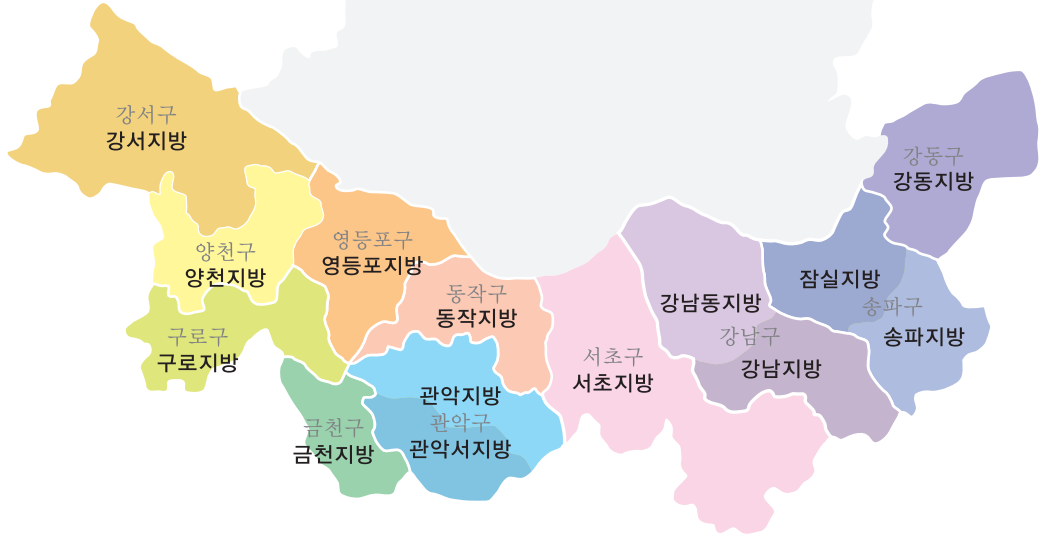 강서구
강서지방
강동구
강동지방
양천구
양천지방
영등포구
영등포지방
잠실지방
동작구
동작지방
강남동지방
송파구
송파지방
구로구
구로지방
강남구
강남지방
서초구
서초지방
관악지방
관악구
관악서지방
금천구
금천지방